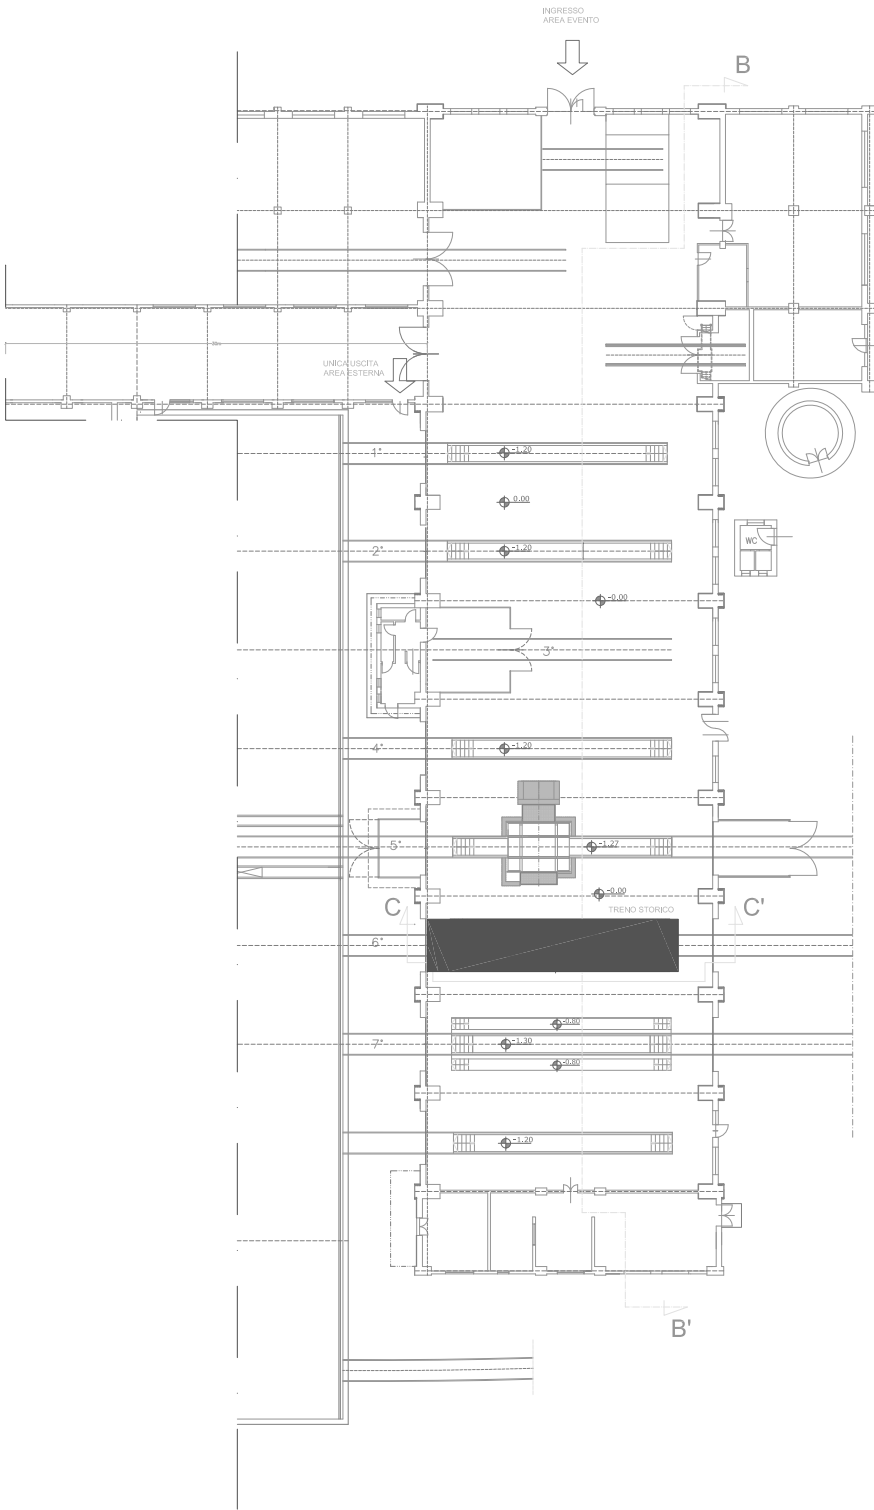 INGRESSO
AREA EVENTO
B
UNICA USCITA
AREA ESTERNA
1°
-1.20
0.00
2°
-1.20
WC
-0.00
3°
4°
-1.20
5°
-1.27
-0.00
C
TRENO STORICO
C'
6°
-0.80
7°
-1.30
-0.80
-1.20
B'